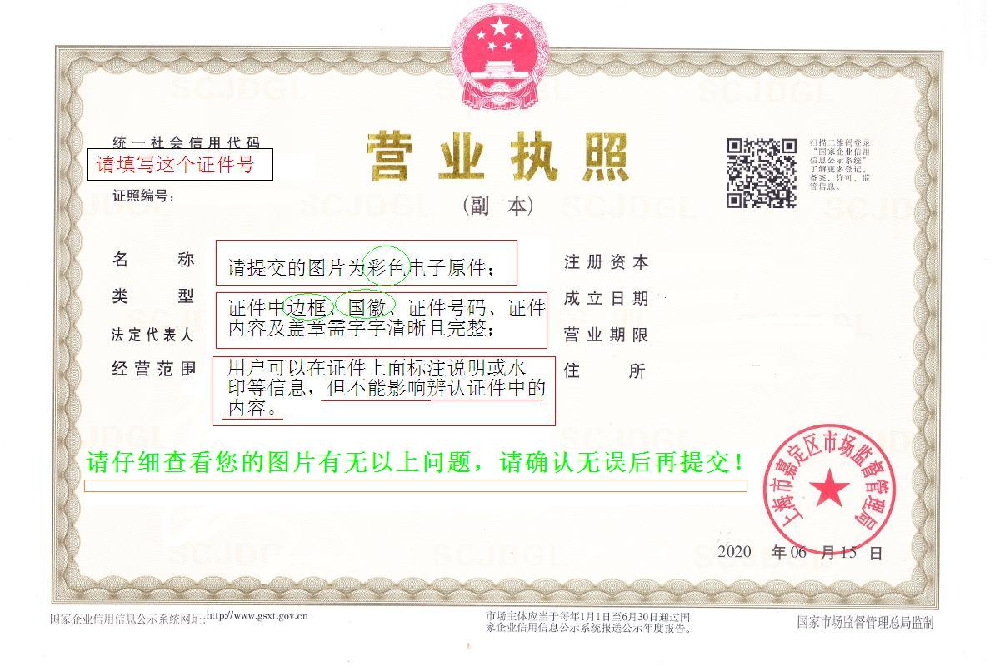 统一社会信用代码
请填写这个证件号
证照编号：
营业执照
(副 本)
扫描二维码登录
“国家企业信用
信息公示系统”
了解更多登记、
备案、许可、监
管信息。
名 称
请提交的图片为彩色电子原件；
类 型
证件中边框、国徽、证件号码、证件
内容及盖章需字字清晰且完整；
法定代表人
经营范围
用户可以在证件上面标注说明或水
印等信息，但不能影响辨认证件中的
内容。
注册资本
成立日期
营业期限
住 所
请仔细查看您的图片有无以上问题，请确认无误后再提交！
上海市嘉定区市场监督管理局
2020 年 06 月 15 日
国家企业信用信息公示系统网址：http://www.gsxt.gov.cn
市场主体应当于每年1月1日至6月30日通过国
家企业信用信息公示系统报送公示年度报告。
国家市场监督管理总局监制
SCJDGL
SCJDGL
SCJDGL
SCJDGL
SCJDGL
SCJDGL
SCJDGL